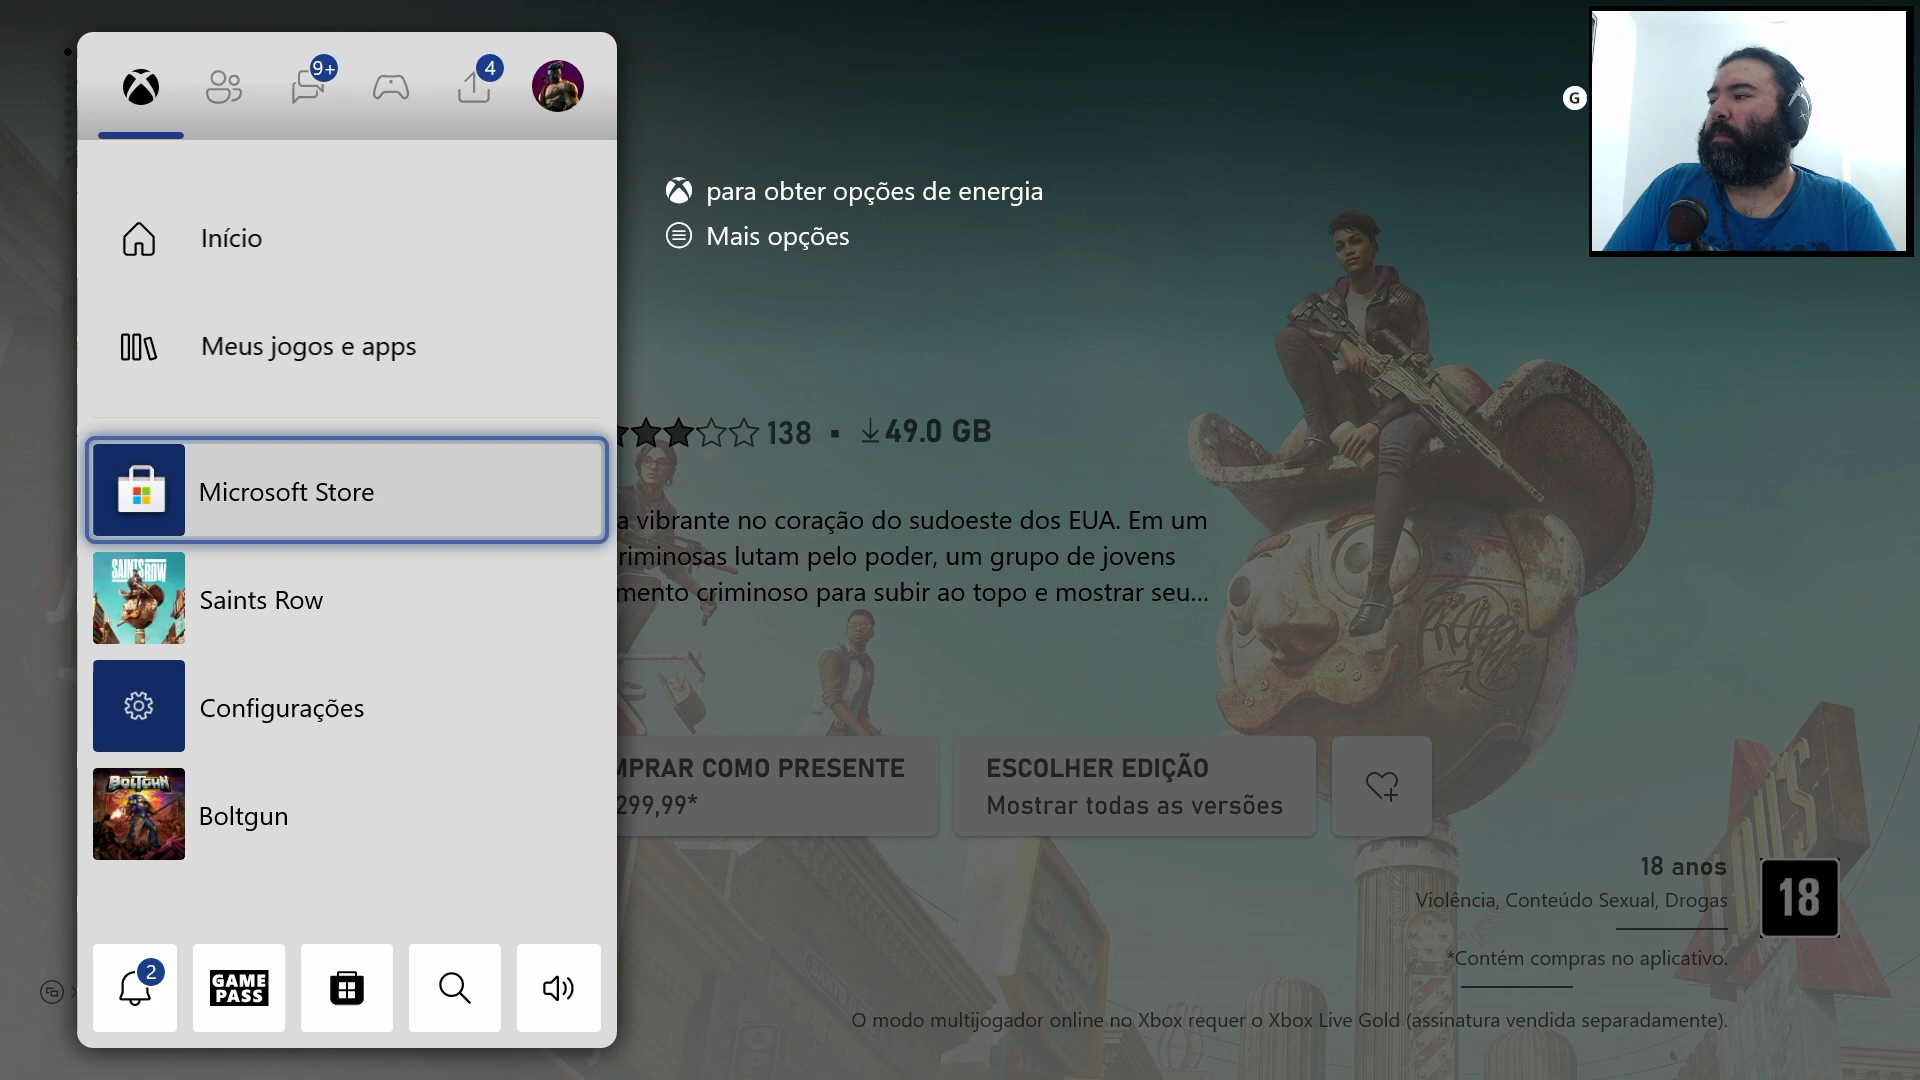 9+
4
G
Início
Meus jogos e apps
Microsoft Store
SAINTS ROW
Saints Row
Configurações
BOLTGUN
Boltgun
2
GAME
PASS
para obter opções de energia
Mais opções
138 ▪ 49.0 GB
a vibrante no coração do sudoeste dos EUA. Em um
riminosas lutam pelo poder, um grupo de jovens
mento criminoso para subir ao topo e mostrar seu...
MPRAR COMO PRESENTE
299,99*
ESCOLHER EDIÇÃO
Mostrar todas as versões
18 anos
Violência, Conteúdo Sexual, Drogas
18
*Contém compras no aplicativo.
O modo multijogador online no Xbox requer o Xbox Live Gold (assinatura vendida separadamente).